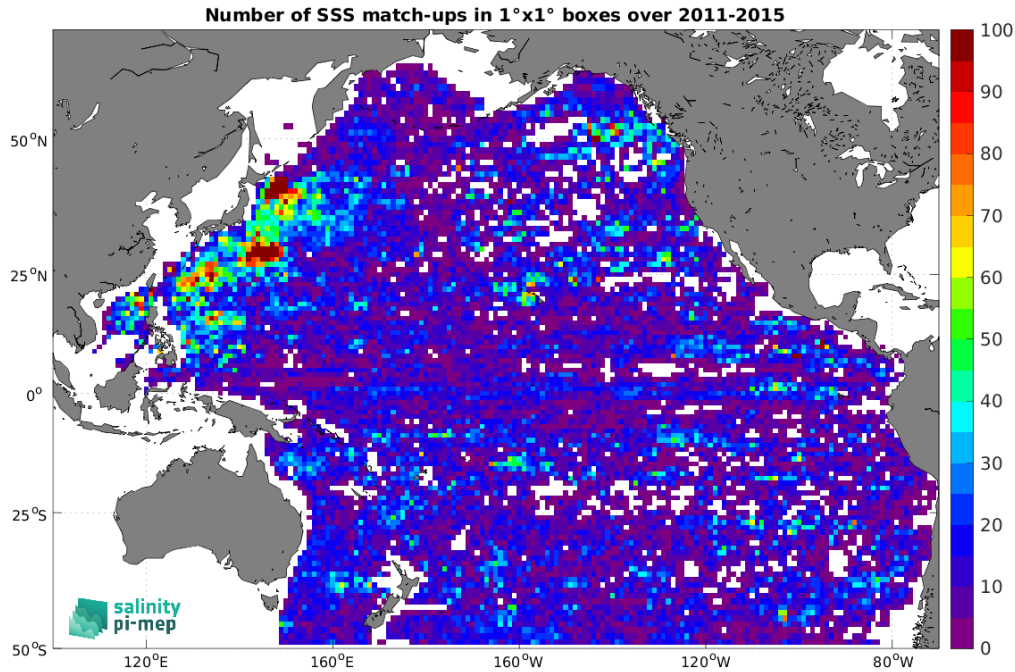 Number of SSS match-ups in 1°x1° boxes over 2011-2015
100
90
80
70
60
50
40
30
20
10
0
50°N
25°N
0°
25°S
50°S
120°E
160°E
160°W
120°W
80°W
salinity
pi-mep